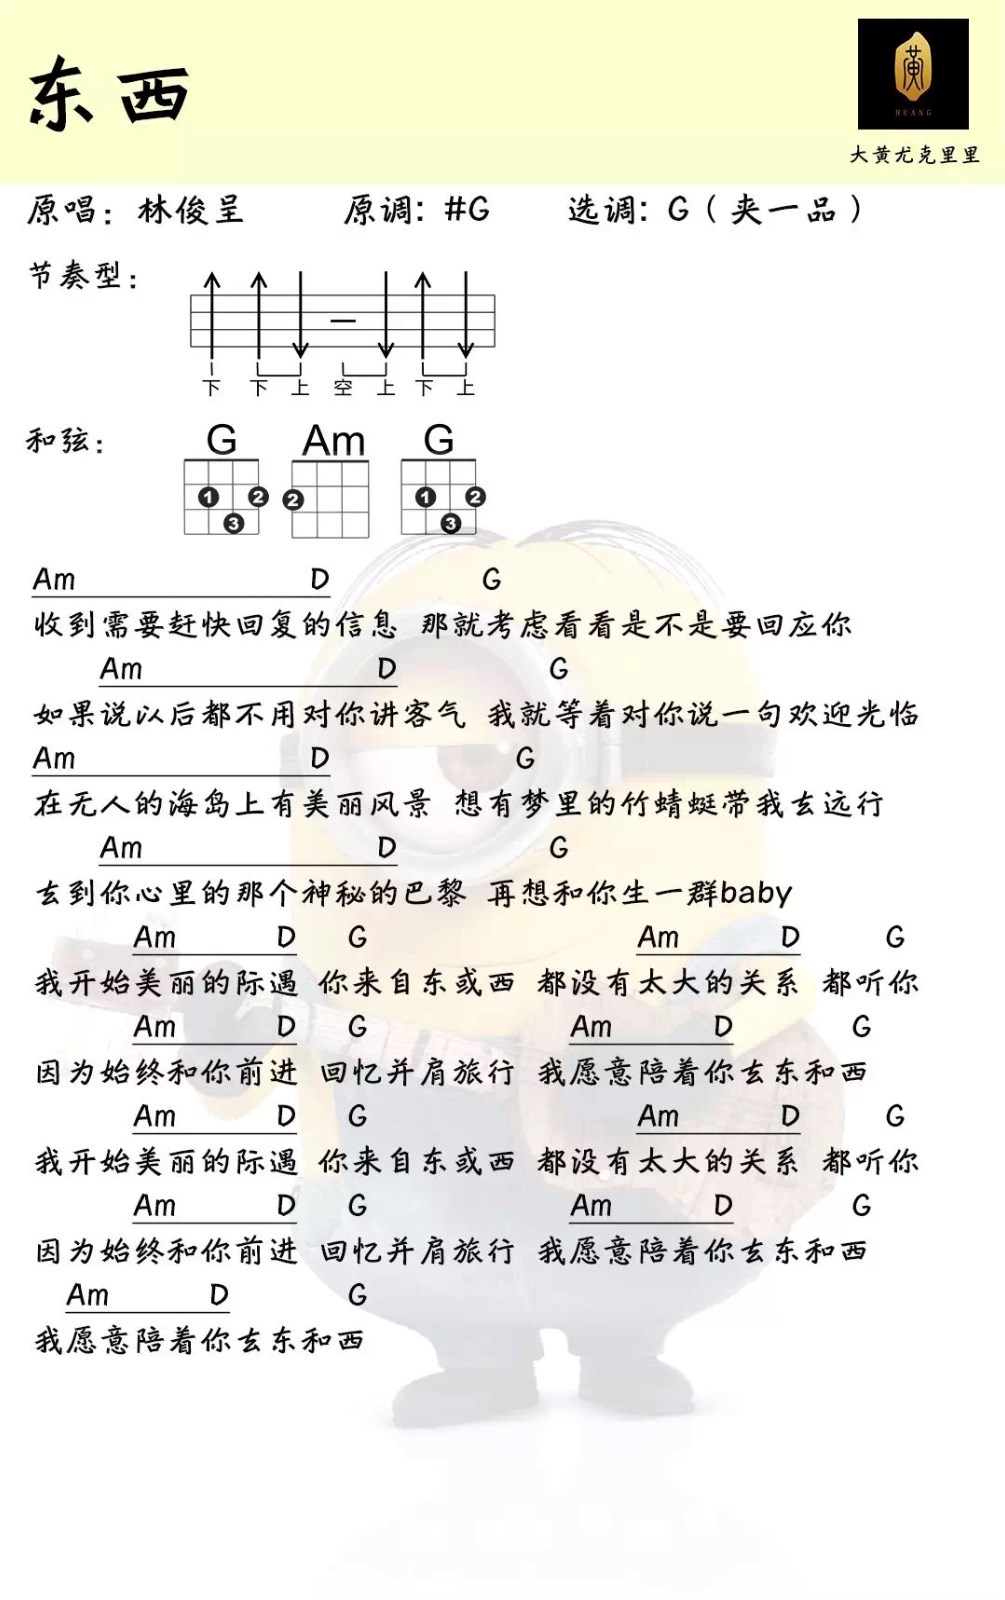 东西
黄
HUANG
大黄尤克里里
原唱：林俊呈 原调：#G 选调：G（夹一品）
节奏型：
下 下 上 空 上 下 上
和弦： G Am G
1 2 3 2 1 2 3
Am D G
收到需要赶快回复的信息 那就考虑看看是不是要回应你
Am D G
如果说以后都不用对你讲客气 我就等着对你说一句欢迎光临
Am D G
在无人的海岛上有美丽风景 想有梦里的竹蜻蜓带我去远行
Am D G
去到你心里的那个神秘的巴黎 再想和你生一群baby
Am D G Am D G
我开始美丽的际遇 你来自东或西 都没有太大的关系 都听你
Am D G Am D G
因为始终和你前进 回忆并肩旅行 我愿意陪着你去东和西
Am D G Am D G
我开始美丽的际遇 你来自东或西 都没有太大的关系 都听你
Am D G Am D G
因为始终和你前进 回忆并肩旅行 我愿意陪着你去东和西
Am D G
我愿意陪着你去东和西